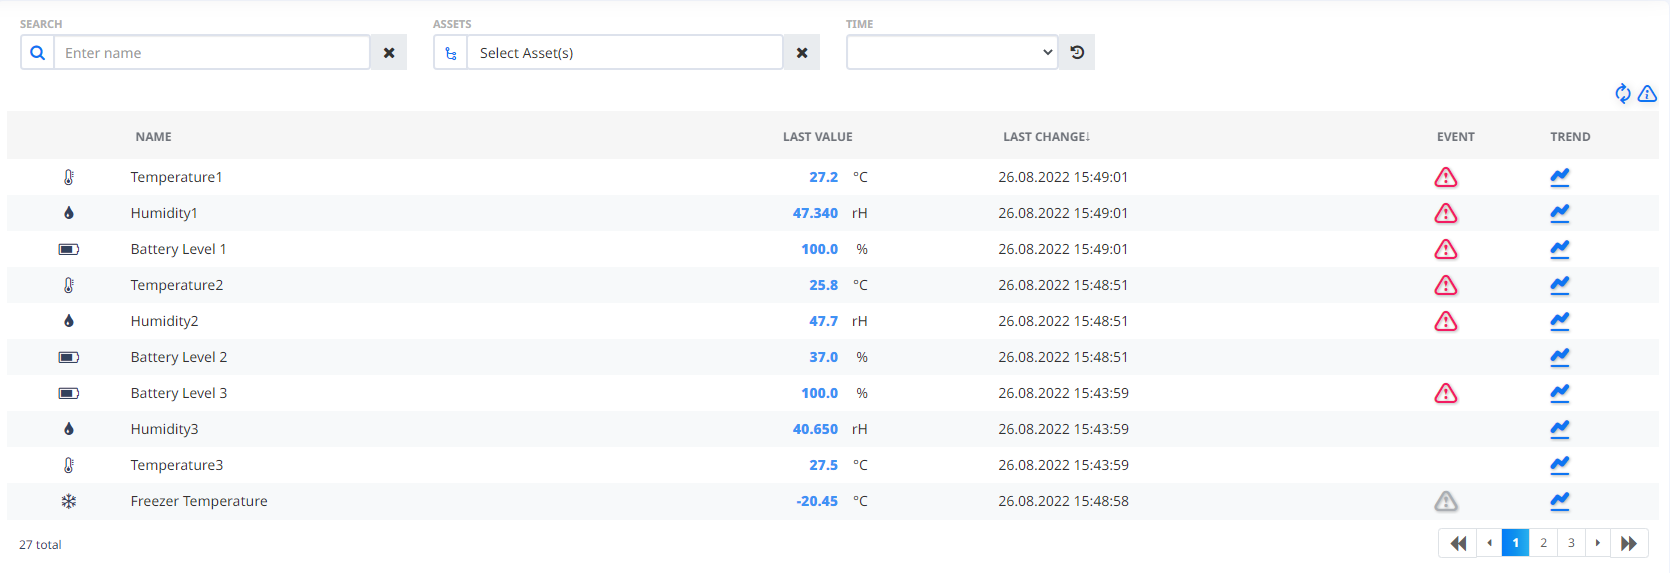 SEARCH ASSETS TIME
Enter name Select Asset(s)
NAME LAST VALUE LAST CHANGE↓ EVENT TREND
Temperature1 27.2 °C 26.08.2022 15:49:01
Humidity1 47.340 rH 26.08.2022 15:49:01
Battery Level 1 100.0 % 26.08.2022 15:49:01
Temperature2 25.8 °C 26.08.2022 15:48:51
Humidity2 47.7 rH 26.08.2022 15:48:51
Battery Level 2 37.0 % 26.08.2022 15:48:51
Battery Level 3 100.0 % 26.08.2022 15:43:59
Humidity3 40.650 rH 26.08.2022 15:43:59
Temperature3 27.5 °C 26.08.2022 15:43:59
Freezer Temperature -20.45 °C 26.08.2022 15:48:58
27 total 1 2 3